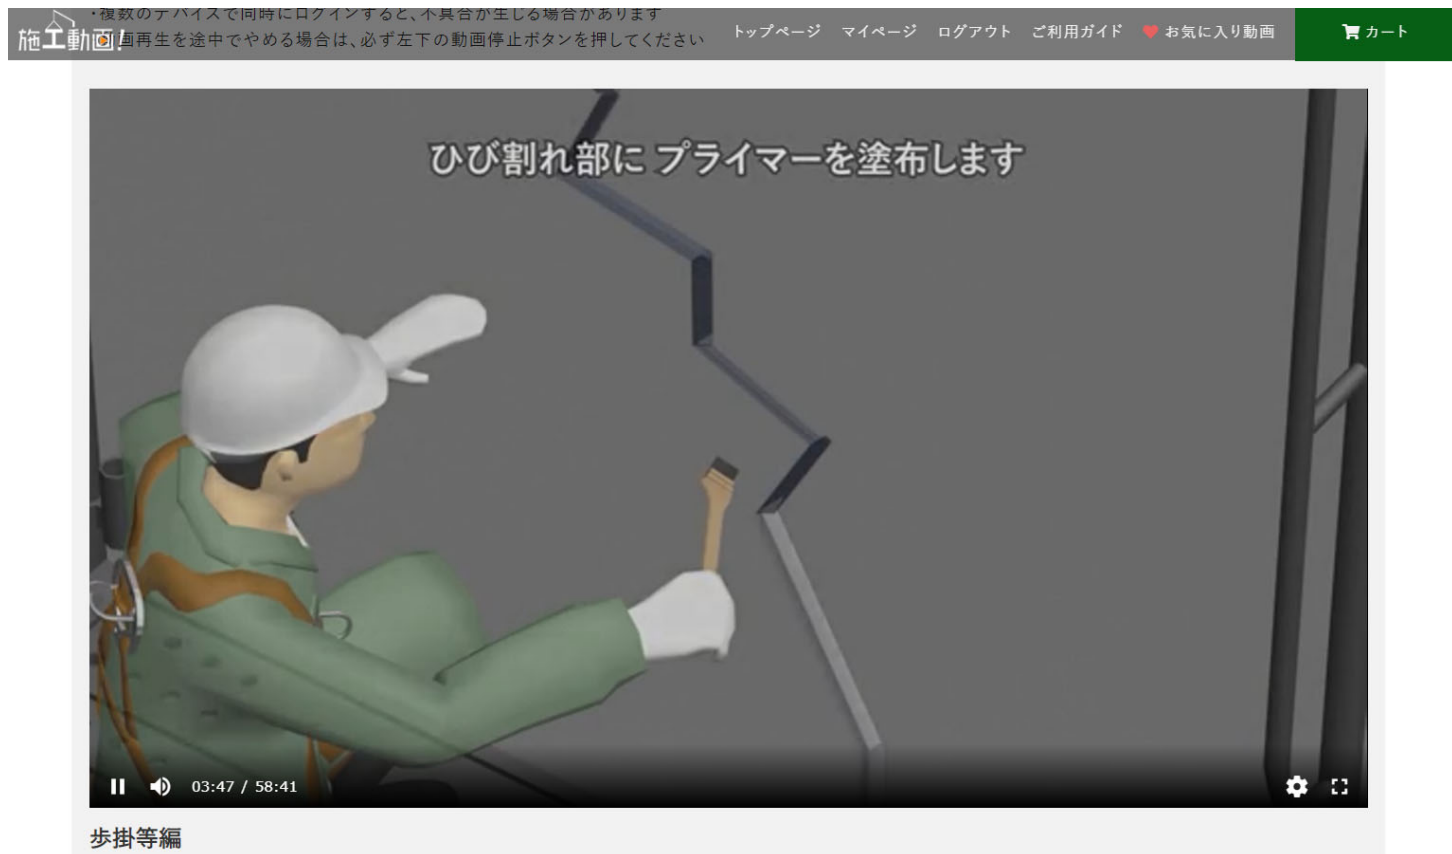 ・複数のデバイスで同時にログインすると、不具合が生じる場合があります
画再生を途中でやめる場合は、必ず左下の動画停止ボタンを押してください
施工動画!
トップページ マイページ ログアウト ご利用ガイド お気に入り動画 カート
ひび割れ部に プライマーを塗布します
03:47 / 58:41
歩掛等編